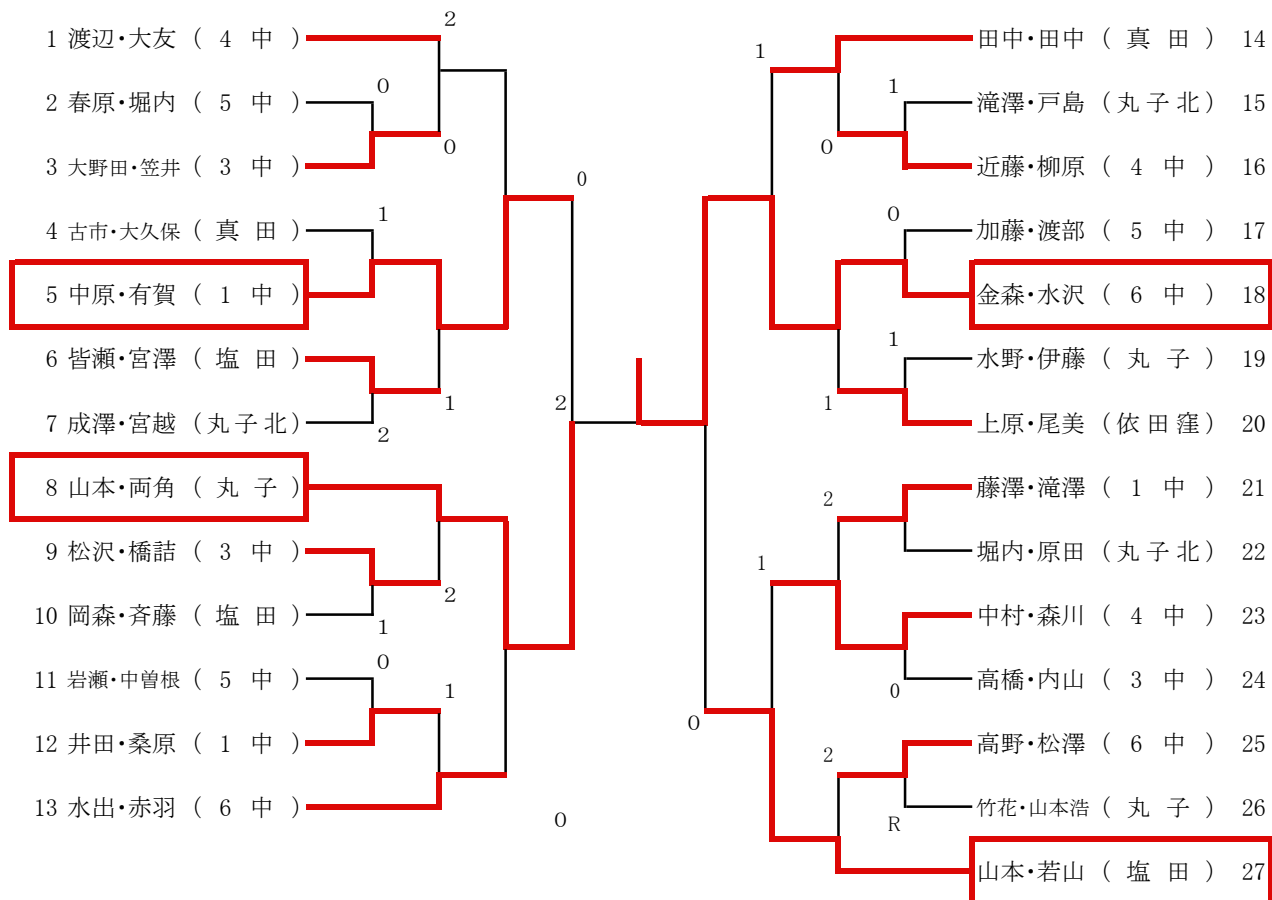 1 渡辺・大友 ( 4 中 )
2 春原・堀内 ( 5 中 )
3 大野田・笠井 ( 3 中 )
4 古市・大久保 ( 真 田 )
5 中原・有賀 ( 1 中 )
6 皆瀬・宮澤 ( 塩 田 )
7 成澤・宮越 (丸子北)
8 山本・両角 ( 丸 子 )
9 松沢・橋詰 ( 3 中 )
10 岡森・斉藤 ( 塩 田 )
11 岩瀬・中曽根 ( 5 中 )
12 井田・桑原 ( 1 中 )
13 水出・赤羽 ( 6 中 )
2
0
0
1
1
2
2
1
0
1
0
2
0
1
1
0
0
1
1
2
1
0
0
2
R
田中・田中 ( 真 田 ) 14
滝澤・戸島 (丸子北) 15
近藤・柳原 ( 4 中 ) 16
加藤・渡部 ( 5 中 ) 17
金森・水沢 ( 6 中 ) 18
水野・伊藤 ( 丸 子 ) 19
上原・尾美 (依田窪) 20
藤澤・滝澤 ( 1 中 ) 21
堀内・原田 (丸子北) 22
中村・森川 ( 4 中 ) 23
高橋・内山 ( 3 中 ) 24
高野・松澤 ( 6 中 ) 25
竹花・山本浩 ( 丸 子 ) 26
山本・若山 ( 塩 田 ) 27